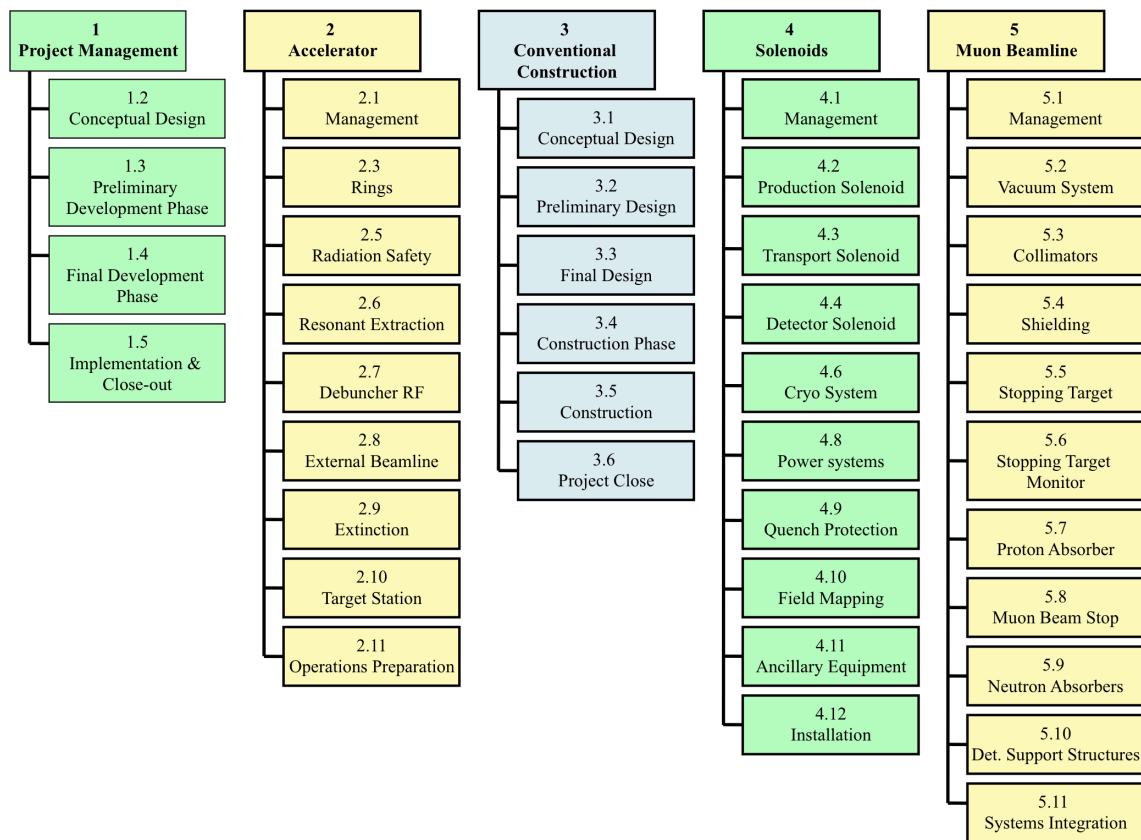 1
Project Management
1.2
Conceptual Design
1.3
Preliminary
Development Phase
1.4
Final Development
Phase
1.5
Implementation &
Close-out
2
Accelerator
2.1
Management
2.3
Rings
2.5
Radiation Safety
2.6
Resonant Extraction
2.7
Debuncher RF
2.8
External Beamline
2.9
Extinction
2.10
Target Station
2.11
Operations Preparation
3
Conventional
Construction
3.1
Conceptual Design
3.2
Preliminary Design
3.3
Final Design
3.4
Construction Phase
3.5
Construction
3.6
Project Close
4
Solenoids
4.1
Management
4.2
Production Solenoid
4.3
Transport Solenoid
4.4
Detector Solenoid
4.6
Cryo System
4.8
Power systems
4.9
Quench Protection
4.10
Field Mapping
4.11
Ancillary Equipment
4.12
Installation
5
Muon Beamline
5.1
Management
5.2
Vacuum System
5.3
Collimators
5.4
Shielding
5.5
Stopping Target
5.6
Stopping Target
Monitor
5.7
Proton Absorber
5.8
Muon Beam Stop
5.9
Neutron Absorbers
5.10
Det. Support Structures
5.11
Systems Integration